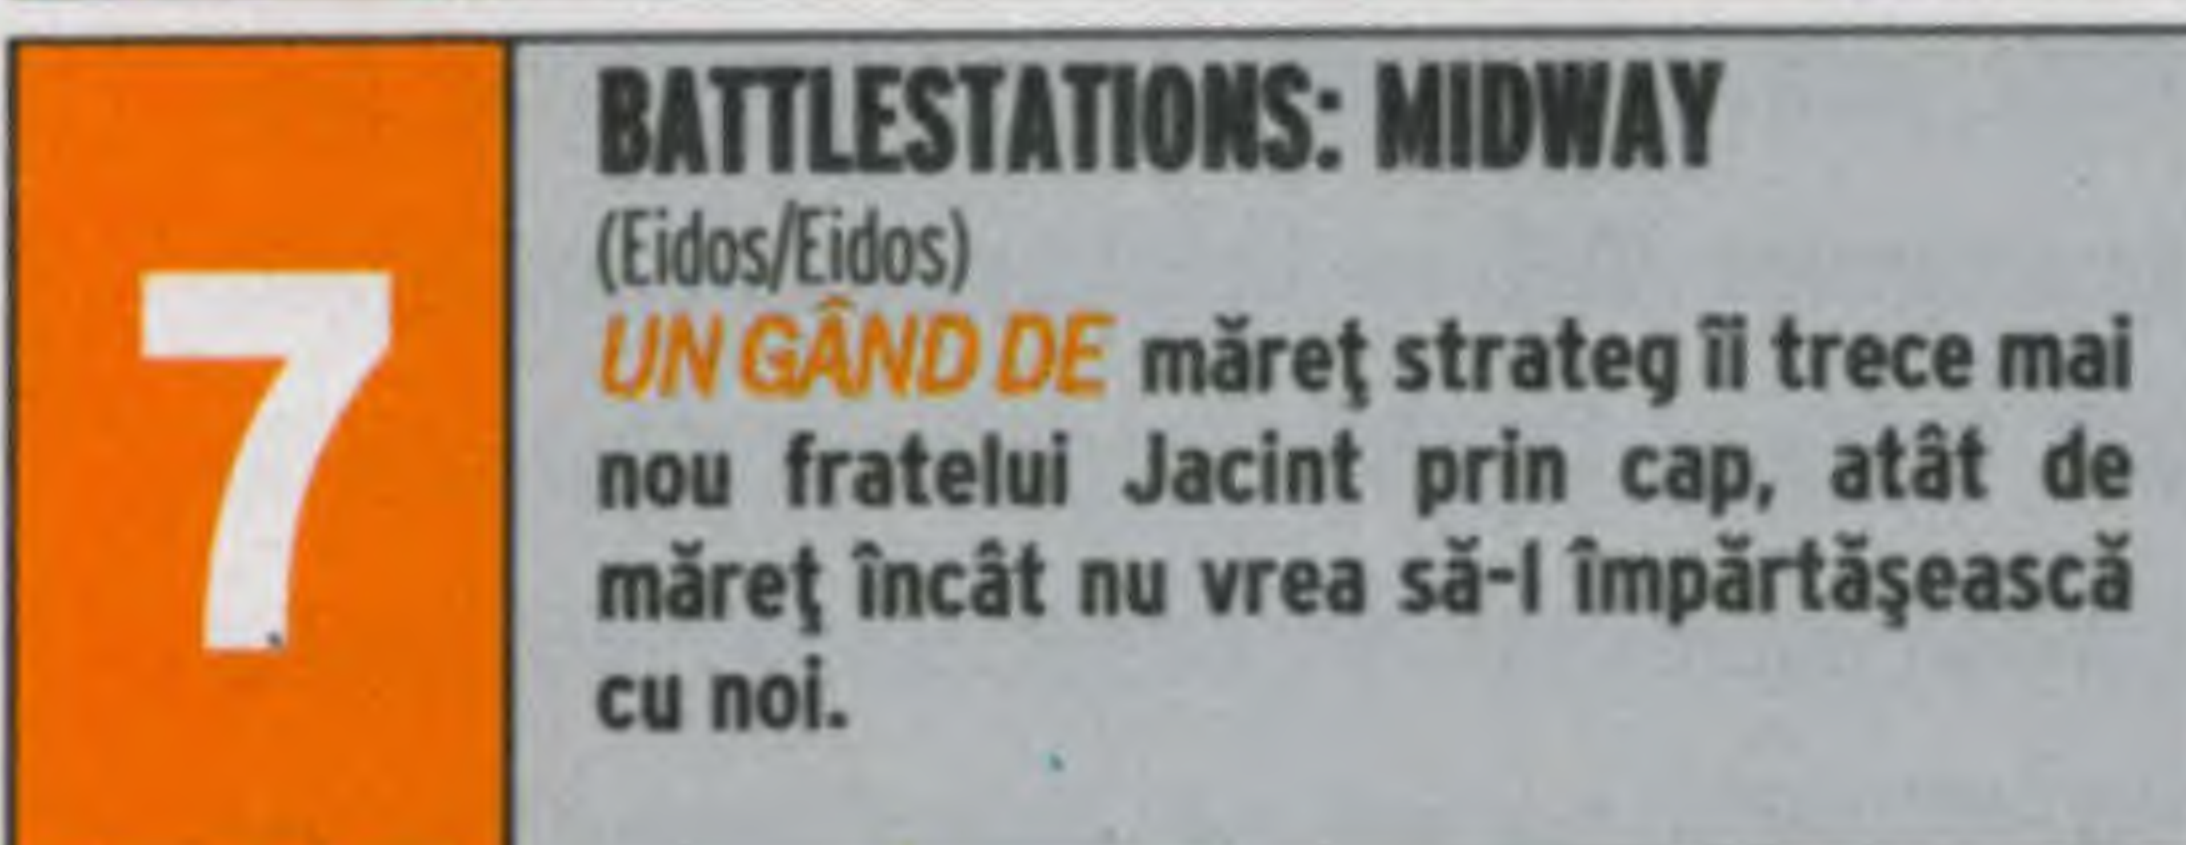 7
BATTLESTATIONS: MIDWAY
(Eidos/Eidos)
UN GÂND DE măreţ strateg îi trece mai
nou fratelui Jacint prin cap, atât de
măreţ încât nu vrea să-l împărtăşească
cu noi.